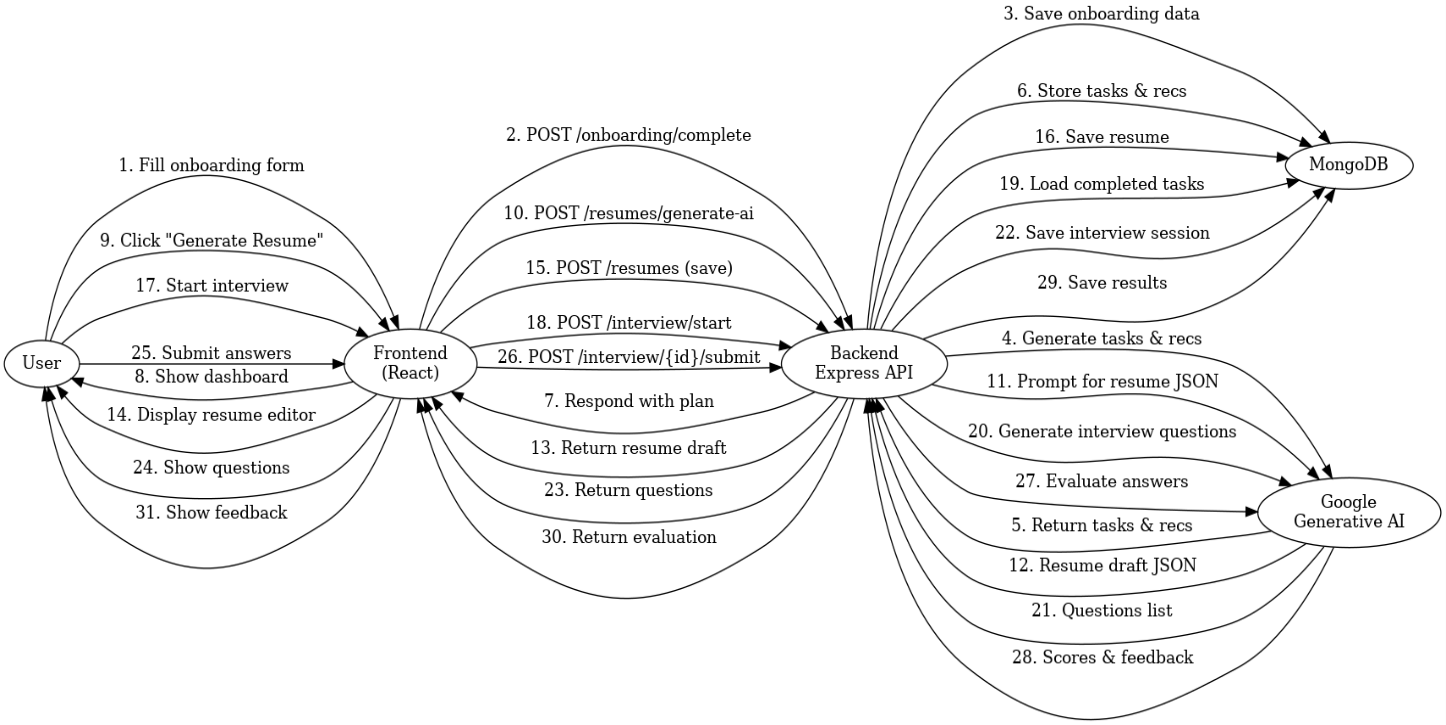 3. Save onboarding data
6. Store tasks & recs
2. POST /onboarding/complete
16. Save resume
MongoDB
1. Fill onboarding form
19. Load completed tasks
10. POST /resumes/generate-ai
22. Save interview session
9. Click "Generate Resume"
15. POST /resumes (save)
29. Save results
17. Start interview
18. POST /interview/start
4. Generate tasks & recs
User
25. Submit answers
Frontend
(React)
26. POST /interview/{id}/submit
Backend
Express API
8. Show dashboard
11. Prompt for resume JSON
7. Respond with plan
14. Display resume editor
20. Generate interview questions
13. Return resume draft
24. Show questions
27. Evaluate answers
23. Return questions
Google
Generative AI
31. Show feedback
5. Return tasks & recs
30. Return evaluation
12. Resume draft JSON
21. Questions list
28. Scores & feedback